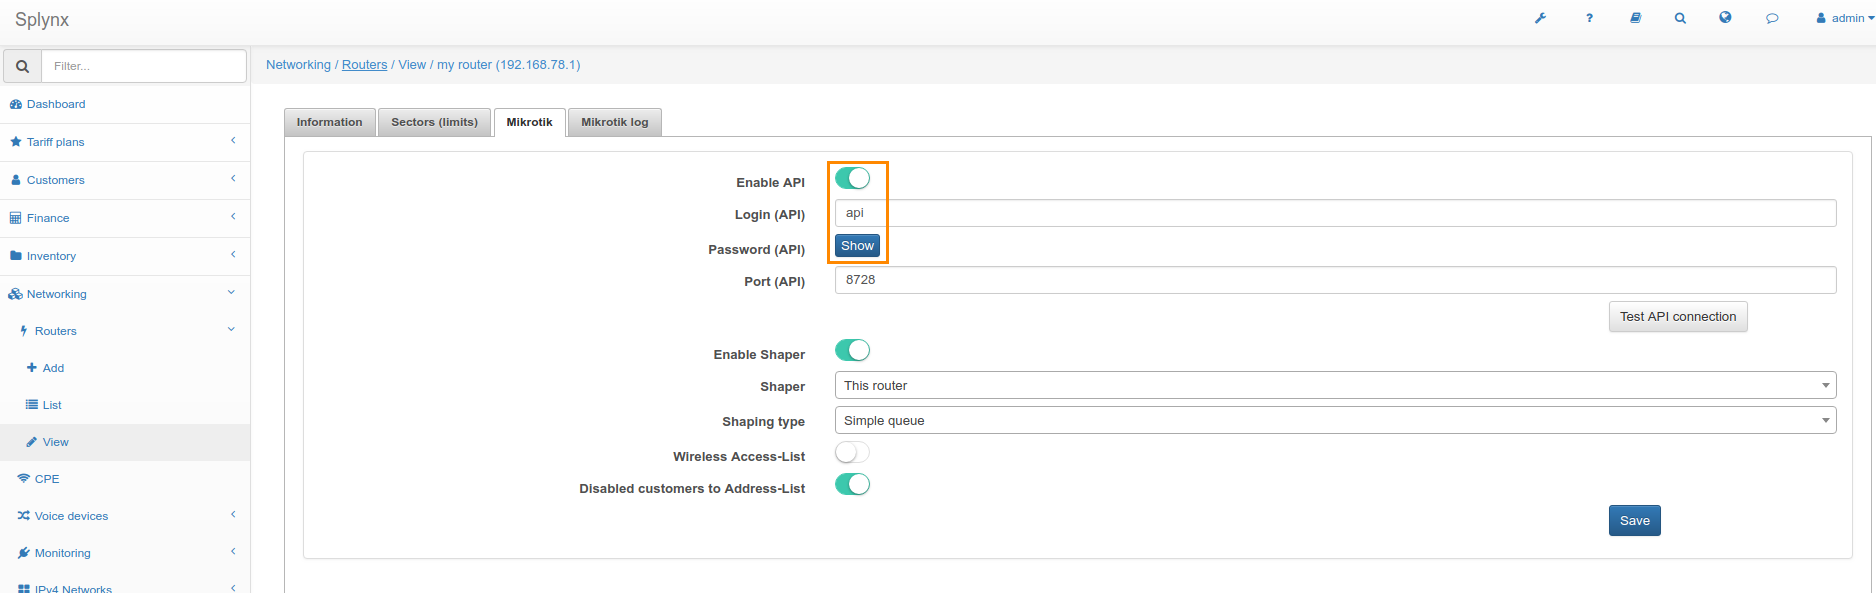 Splynx
? admin
Filter...
Networking / Routers / View / my router (192.168.78.1)
Dashboard
Tariff plans
Customers
Finance
Inventory
Networking
Routers
Add
List
View
CPE
Voice devices
Monitoring
IPv4 Networks
Information Sectors (limits) Mikrotik Mikrotik log
Enable API
Login (API) api
Password (API) Show
Port (API) 8728
Test API connection
Enable Shaper
Shaper This router
Shaping type Simple queue
Wireless Access-List
Disabled customers to Address-List
Save